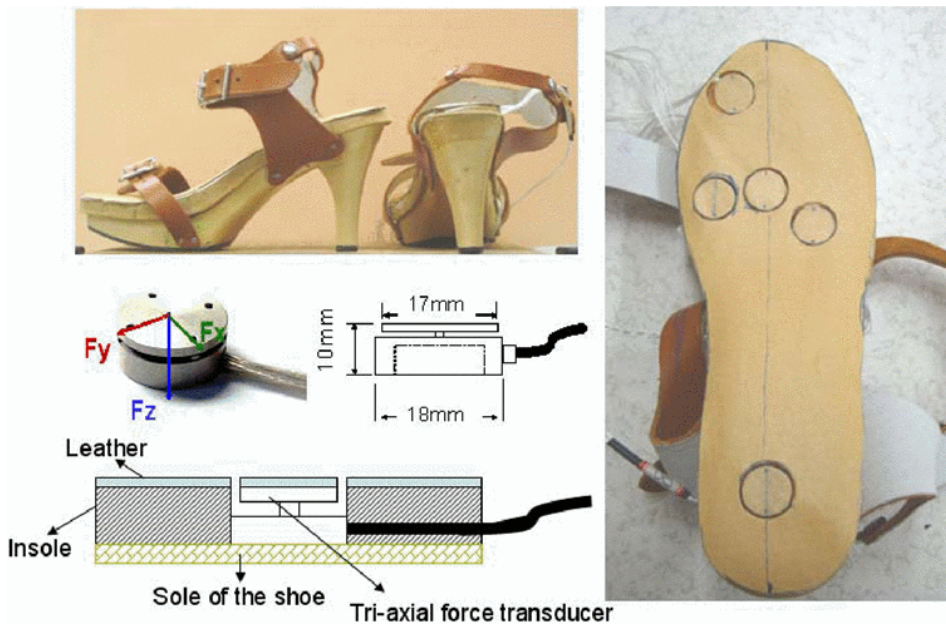 17mm
10mm
Fx
Fy
Fz
18mm
Leather
Insole
Sole of the shoe
Tri-axial force transducer